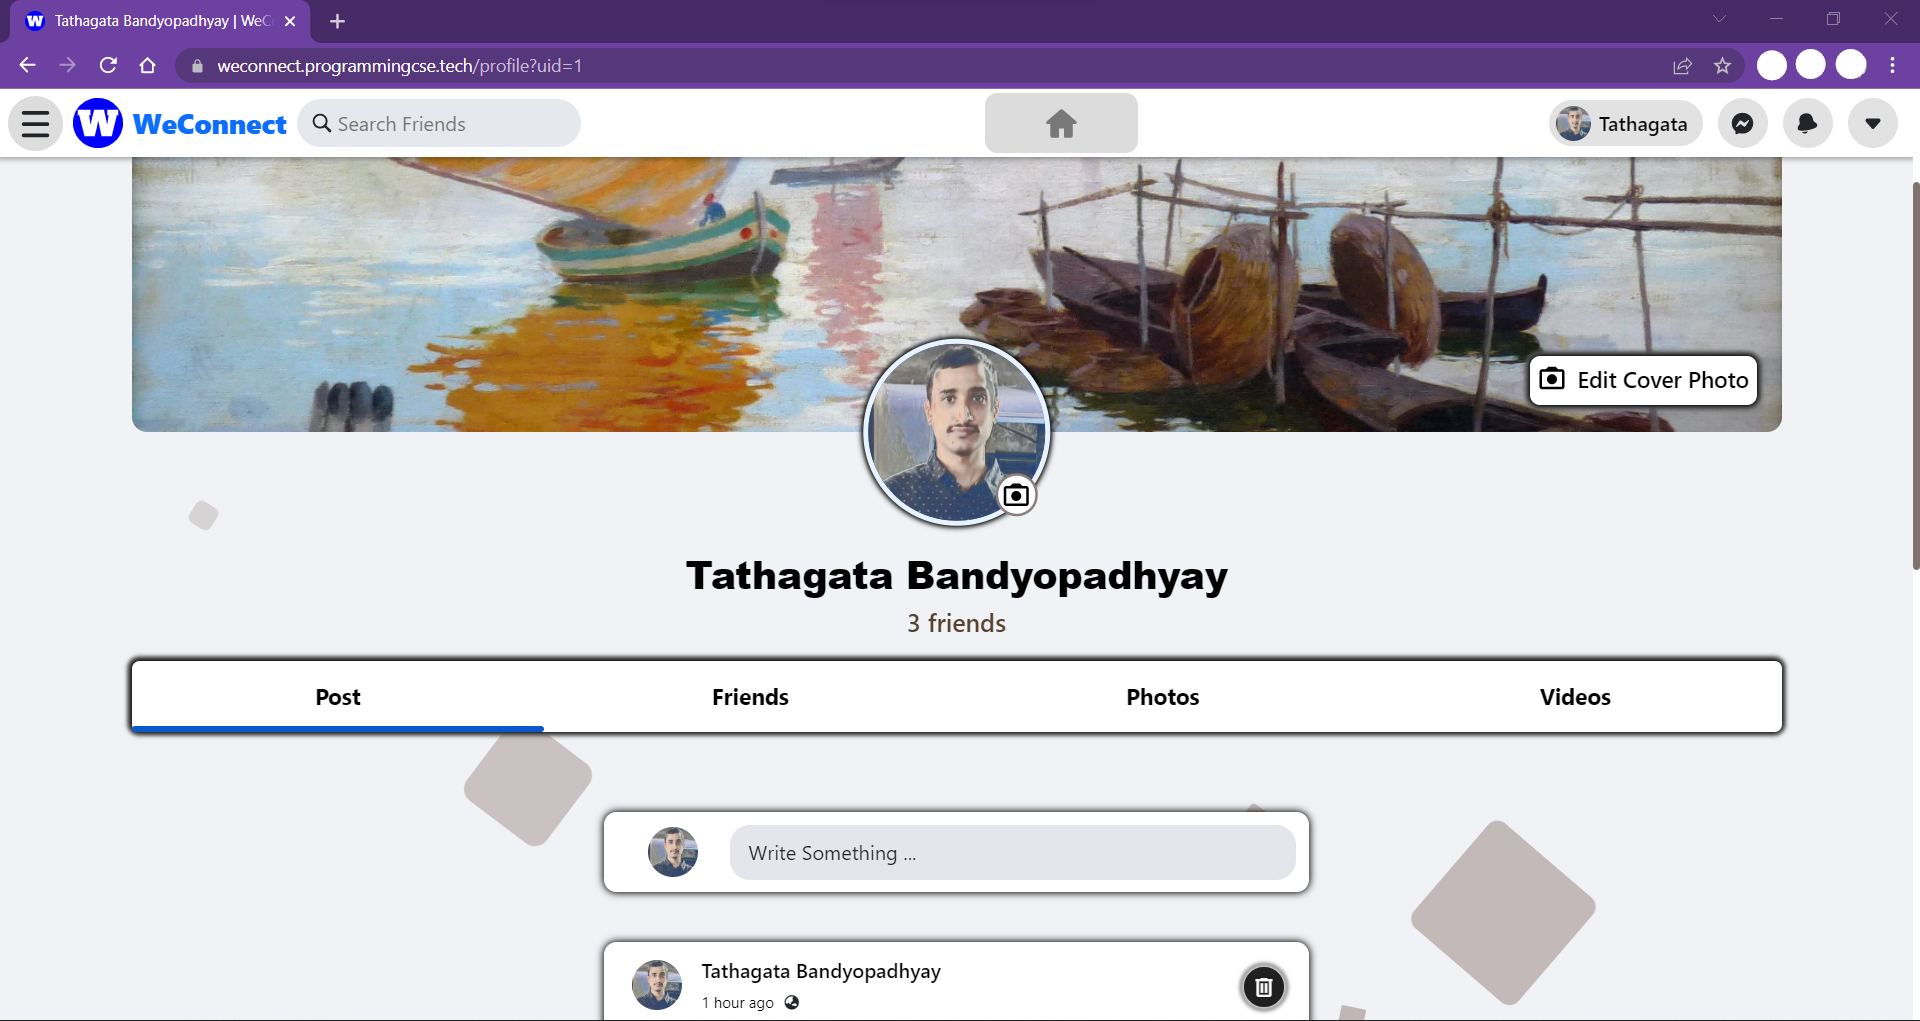 Tathagata Bandyopadhyay | WeC
weconnect.programmingcse.tech/profile?uid=1
W WeConnect Search Friends Tathagata
Edit Cover Photo
Tathagata Bandyopadhyay
3 friends
Post Friends Photos Videos
Write Something ...
Tathagata Bandyopadhyay
1 hour ago